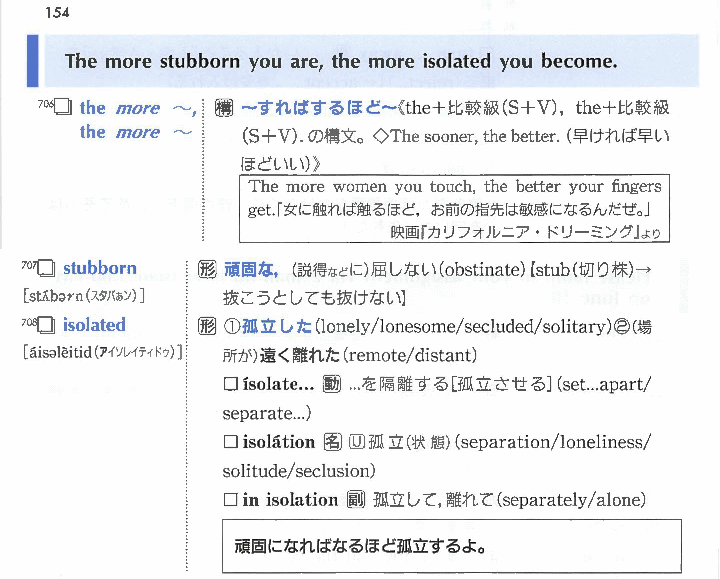 154
The more stubborn you are, the more isolated you become.
706□ the more ～,
the more ～
構 ～すればするほど～《the+比較級(S+V), the+比較級
(S+V).の構文。◇The sooner, the better. (早ければ早い
ほどいい)》
The more women you touch, the better your fingers
get.「女に触れば触るほど, お前の指先は敏感になるんだぜ。」
映画『カリフォルニア・ドリーミング』より
707□ stubborn
[stʌ́bərn(スタバァン)]
形 頑固な, (説得などに)屈しない(obstinate)【stub(切り株)→
抜こうとしても抜けない】
708□ isolated
[áisəlèitid(アイソレイティドゥ)]
形 ①孤立した(lonely/lonesome/secluded/solitary)②(場
所が)遠く離れた(remote/distant)
□ ísolate... 動 ...を隔離する[孤立させる](set...apart/
separate...)
□ isolátion 名 Ⓤ孤立(状態)(separation/loneliness/
solitude/seclusion)
□ in isolation 副 孤立して,離れて(separately/alone)
頑固になればなるほど孤立するよ。